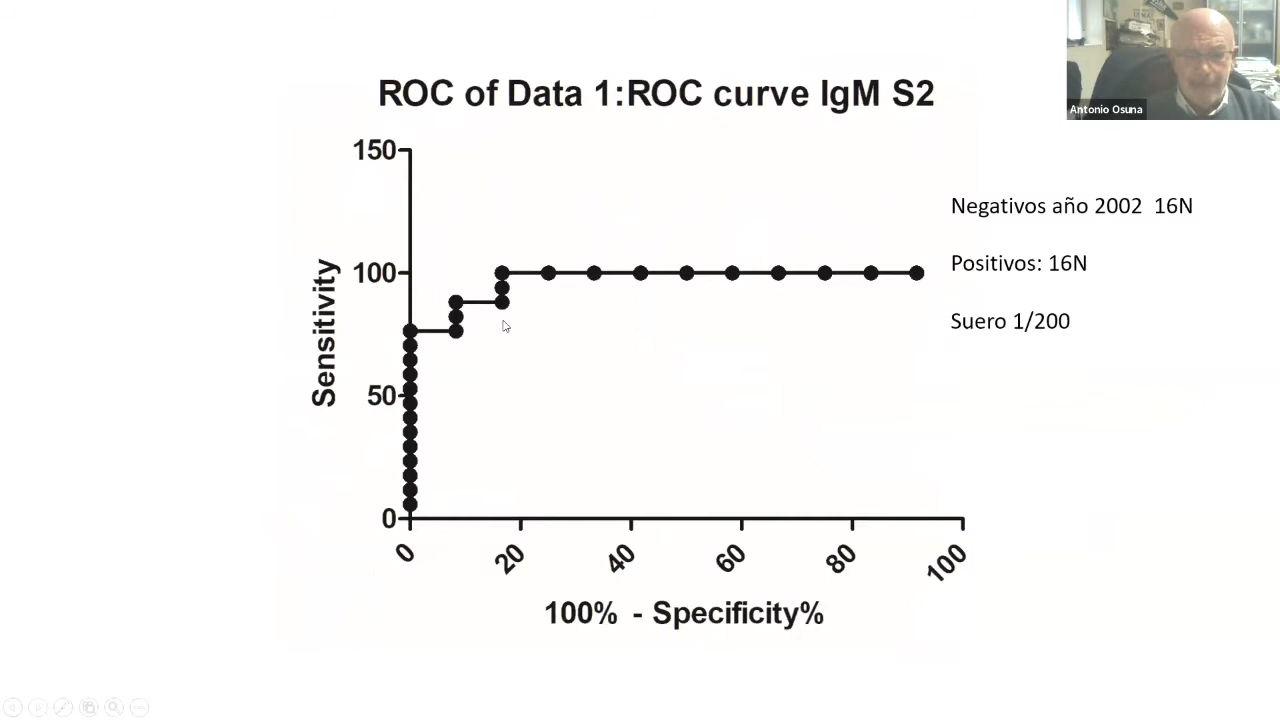 ROC of Data 1:ROC curve IgM S2
Antonio Osuna
150
100
50
0
Sensitivity
0
20
40
60
80
100
100% - Specificity%
Negativos año 2002 16N
Positivos: 16N
Suero 1/200